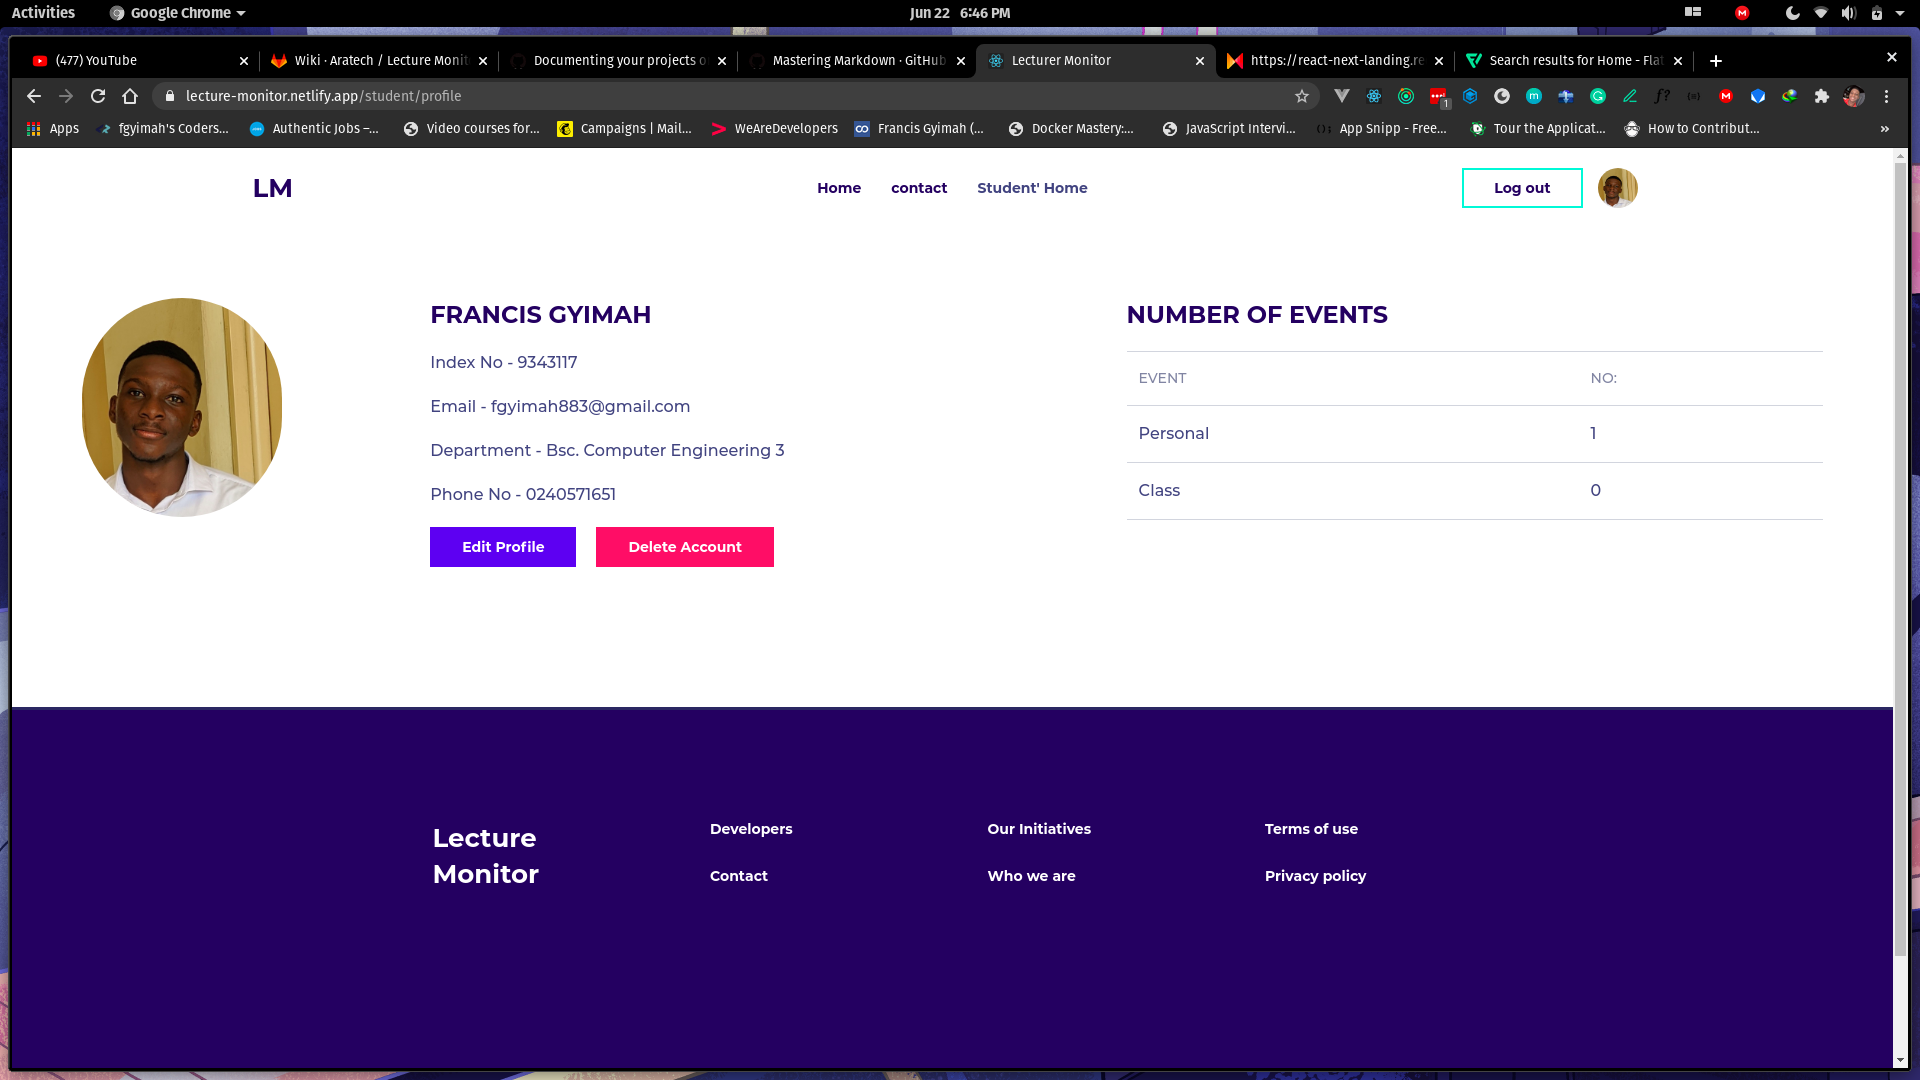 Activities
Google Chrome
Jun 22 6:46 PM
(477) YouTube
Wiki · Aratech / Lecture Monit
Documenting your projects o
Mastering Markdown · GitHub
Lecturer Monitor
https://react-next-landing.re
Search results for Home - Flat
lecture-monitor.netlify.app/student/profile
1
f?
Apps
fgyimah's Coders...
Authentic Jobs –...
Video courses for...
Campaigns | Mail...
WeAreDevelopers
Francis Gyimah (...
Docker Mastery:...
JavaScript Intervi...
App Snipp - Free...
Tour the Applicat...
How to Contribut...
»
LM
Home
contact
Student' Home
Log out
FRANCIS GYIMAH
Index No - 9343117
Email - fgyimah883@gmail.com
Department - Bsc. Computer Engineering 3
Phone No - 0240571651
Edit Profile
Delete Account
NUMBER OF EVENTS
EVENT NO:
Personal 1
Class 0
Lecture
Monitor
Developers
Contact
Our Initiatives
Who we are
Terms of use
Privacy policy